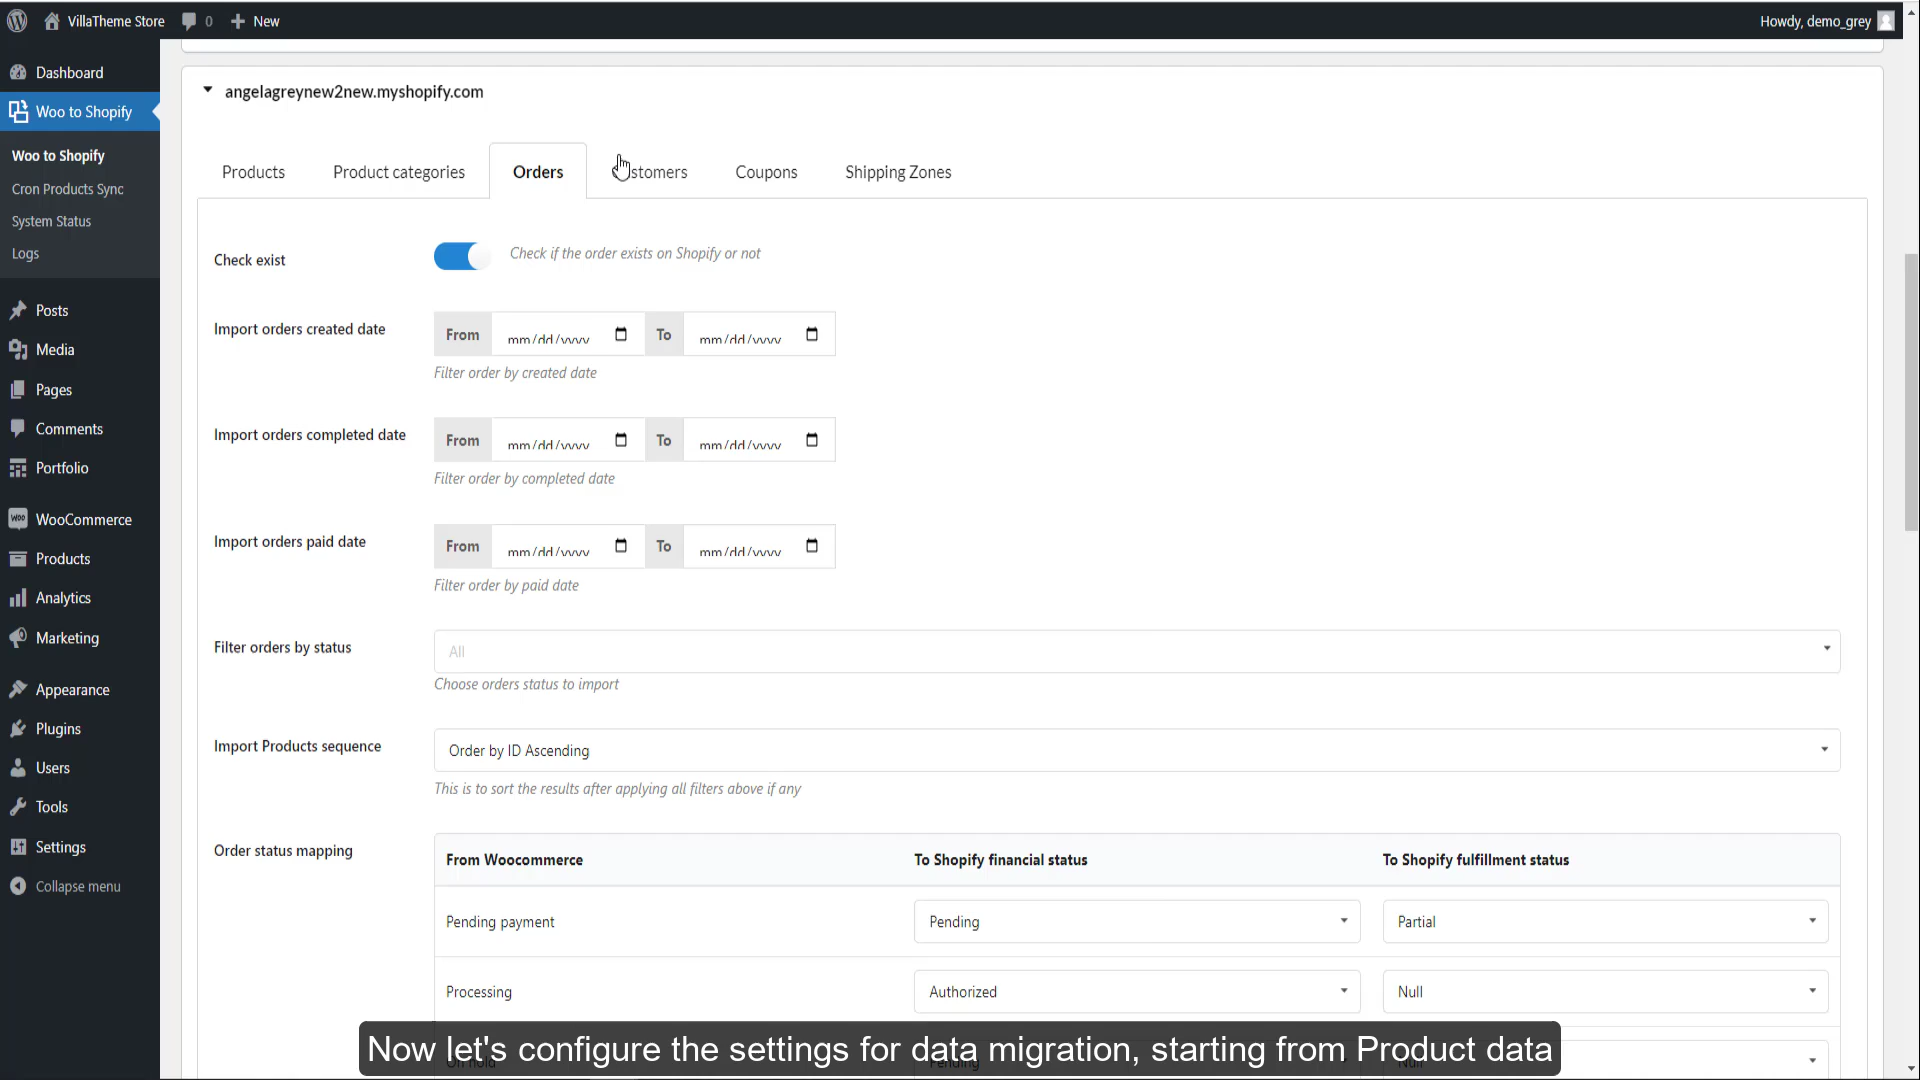 VillaTheme Store
0
New
Howdy, demo_grey
Dashboard
Woo to Shopify
Woo to Shopify
Cron Products Sync
System Status
Logs
Posts
Media
Pages
Comments
Portfolio
WooCommerce
Products
Analytics
Marketing
Appearance
Plugins
Users
Tools
Settings
Collapse menu
angelagreynew2new.myshopify.com
Products
Product categories
Orders
stomers
Coupons
Shipping Zones
Check exist
Check if the order exists on Shopify or not
Import orders created date
From mm/dd/yyyy To mm/dd/yyyy
Filter order by created date
Import orders completed date
From mm/dd/yyyy To mm/dd/yyyy
Filter order by completed date
Import orders paid date
From mm/dd/yyyy To mm/dd/yyyy
Filter order by paid date
Filter orders by status
All
Choose orders status to import
Import Products sequence
Order by ID Ascending
This is to sort the results after applying all filters above if any
Order status mapping
From Woocommerce To Shopify financial status To Shopify fulfillment status
Pending payment Pending Partial
Processing Authorized Null
Now let's configure the settings for data migration, starting from Product data